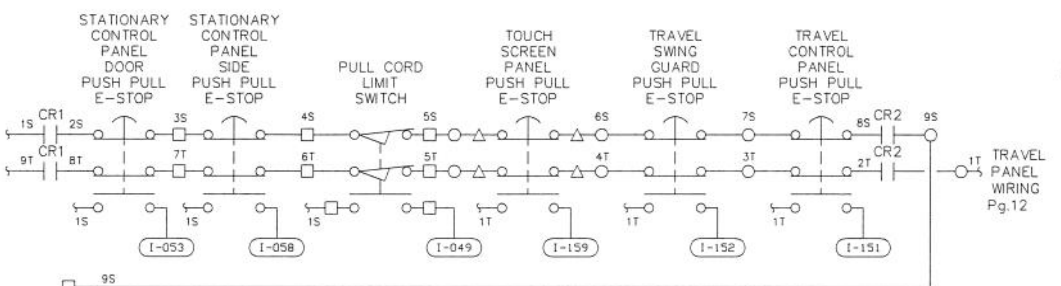 STATIONARY
CONTROL
PANEL
DOOR
PUSH PULL
E-STOP
STATIONARY
CONTROL
PANEL
SIDE
PUSH PULL
E-STOP
PULL CORD
LIMIT
SWITCH
TOUCH
SCREEN
PANEL
PUSH PULL
E-STOP
TRAVEL
SWING
GUARD
PUSH PULL
E-STOP
TRAVEL
CONTROL
PANEL
PUSH PULL
E-STOP
1S CR1 2S 3S 4S 5S 6S 7S 8S CR2 9S
9T CR1 8T 7T 6T 5T 4T 3T 2T CR2 1T
TRAVEL
PANEL
WIRING
Pg.12
1S 1S 1S 1T 1T 1T
I-053 I-058 I-049 I-159 I-152 I-151
9S